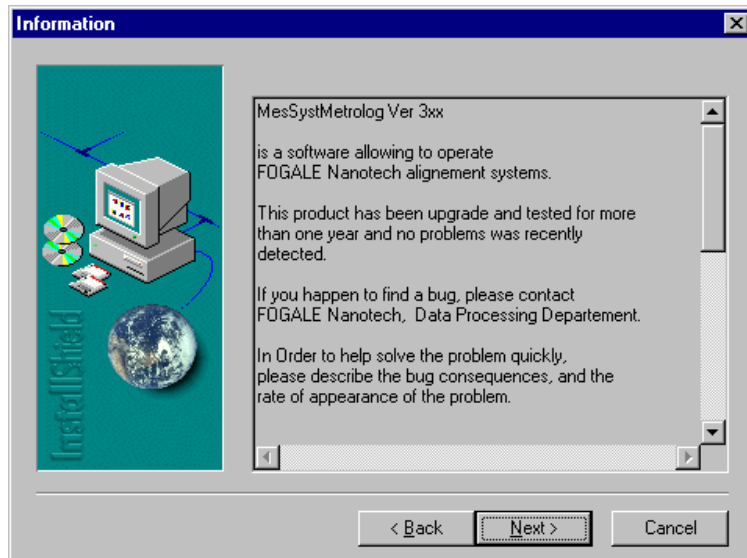 Information
MesSystMetrolog Ver 3xx
is a software allowing to operate
FOGALE Nanotech alignement systems.
This product has been upgrade and tested for more
than one year and no problems was recently
detected.
If you happen to find a bug, please contact
FOGALE Nanotech,  Data Processing Departement.
In Order to help solve the problem quickly,
please describe the bug consequences, and the
rate of appearance of the problem.
InstallShield
< Back
Next >
Cancel